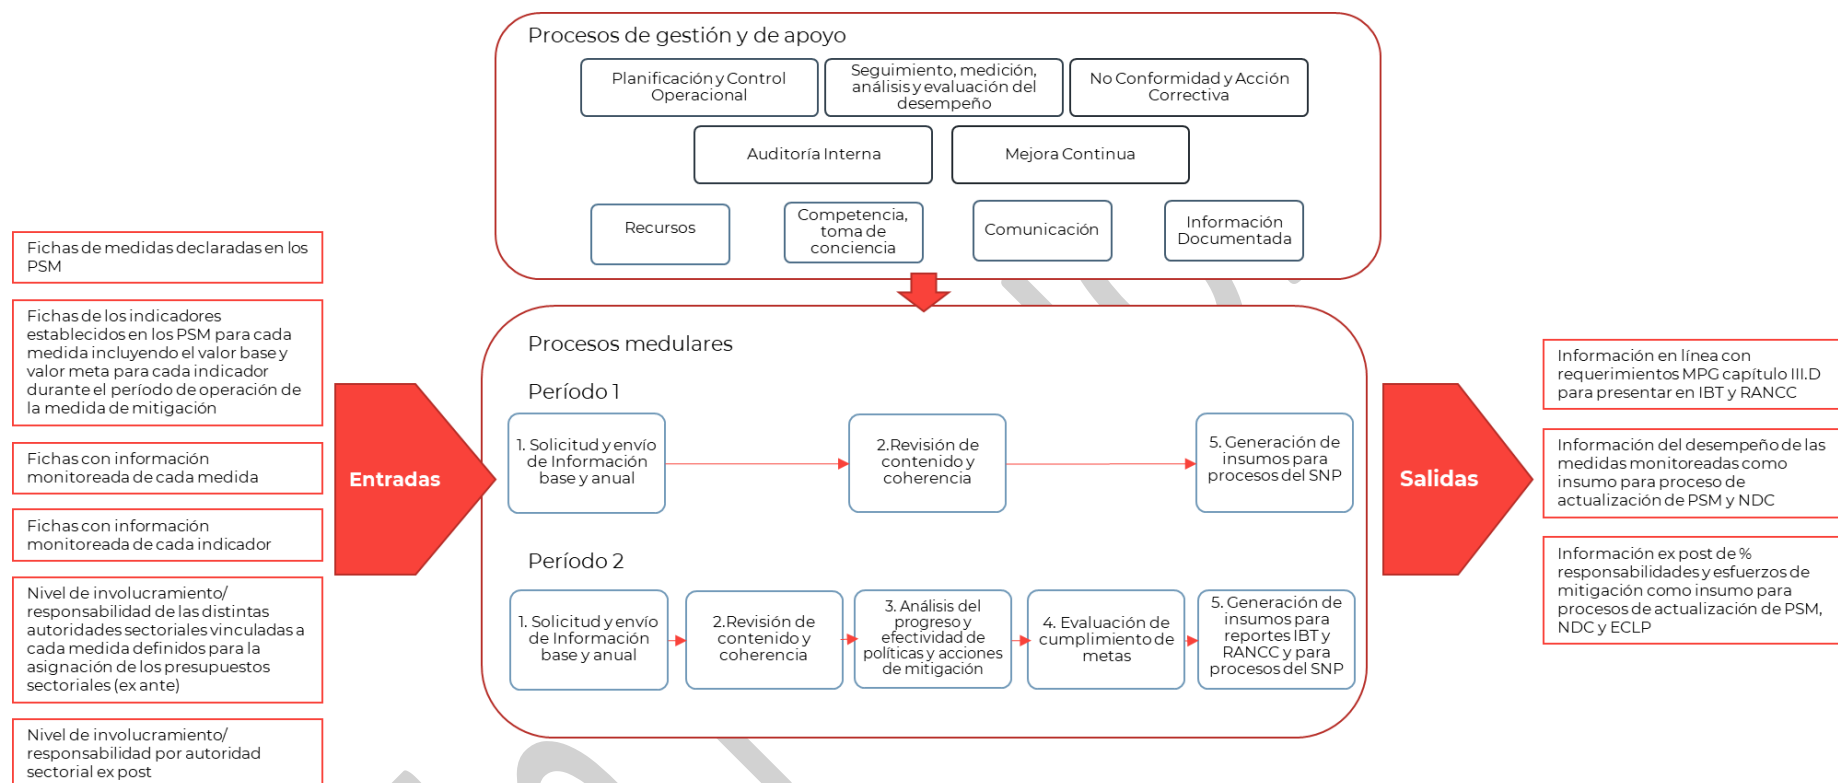 Procesos de gestión y de apoyo
Planificación y Control
Operacional
Seguimiento, medición,
análisis y evaluación del
desempeño
No Conformidad y Acción
Correctiva
Auditoría Interna
Mejora Continua
Recursos
Competencia,
toma de
conciencia
Comunicación
Información
Documentada
Fichas de medidas declaradas en los
PSM
Fichas de los indicadores
establecidos en los PSM para cada
medida incluyendo el valor base y
valor meta para cada indicador
durante el período de operación de
la medida de mitigación
Fichas con información
monitoreada de cada medida
Fichas con información
monitoreada de cada indicador
Nivel de involucramiento/
responsabilidad de las distintas
autoridades sectoriales vinculadas a
cada medida definidos para la
asignación de los presupuestos
sectoriales (ex ante)
Nivel de involucramiento/
responsabilidad por autoridad
sectorial ex post
Entradas
Procesos medulares
Período 1
1. Solicitud y envío
de Información
base y anual
2.Revisión de
contenido y
coherencia
5. Generación de
insumos para
procesos del SNP
Período 2
1. Solicitud y envío
de Información
base y anual
2.Revisión de
contenido y
coherencia
3. Análisis del
progreso y
efectividad de
políticas y acciones
de mitigación
4. Evaluación de
cumplimiento de
metas
5. Generación de
insumos para
reportes IBT y
RANCC y para
procesos del SNP
Salidas
Información en línea con
requerimientos MPG capítulo III.D
para presentar en IBT y RANCC
Información del desempeño de las
medidas monitoreadas como
insumo para proceso de
actualización de PSM y NDC
Información ex post de %
responsabilidades y esfuerzos de
mitigación como insumo para
procesos de actualización de PSM,
NDC y ECLP